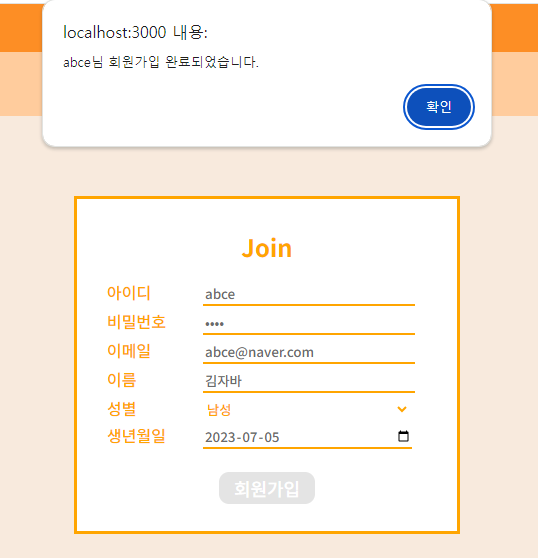 localhost:3000 내용:
abce님 회원가입 완료되었습니다.
확인
Join
아이디 abce
비밀번호 ••••
이메일 abce@naver.com
이름 김자바
성별 남성
생년월일 2023-07-05
회원가입